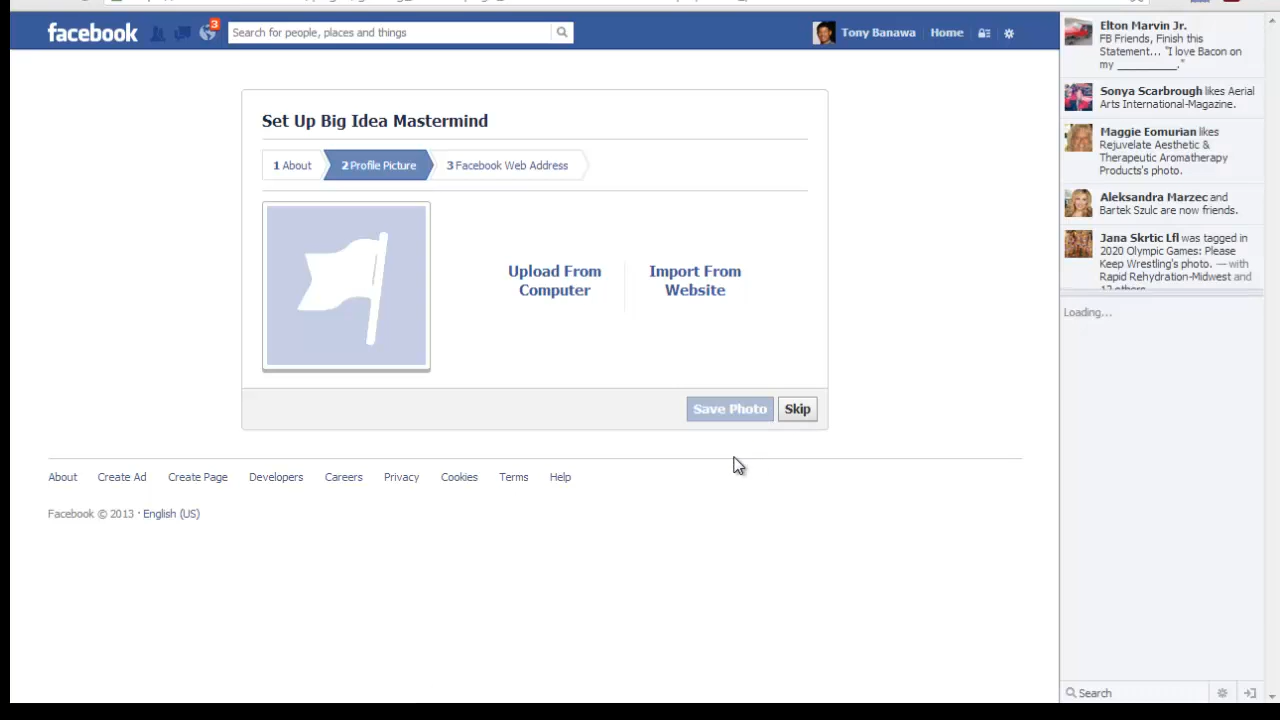 facebook
3
Search for people, places and things
Tony Banawa
Home
Set Up Big Idea Mastermind
1 About
2 Profile Picture
3 Facebook Web Address
Upload From
Computer
Import From
Website
Save Photo
Skip
About
Create Ad
Create Page
Developers
Careers
Privacy
Cookies
Terms
Help
Facebook © 2013 · English (US)
Elton Marvin Jr.
FB Friends, Finish this
Statement... "I love Bacon on
my __________."
Sonya Scarbrough likes Aerial
Arts International-Magazine.
Maggie Eomurian likes
Rejuvelate Aesthetic &
Therapeutic Aromatherapy
Products's photo.
Aleksandra Marzec and
Bartek Szulc are now friends.
Jana Skrtic Lfl was tagged in
2020 Olympic Games: Please
Keep Wrestling's photo. — with
Rapid Rehydration-Midwest and
Loading...
Search